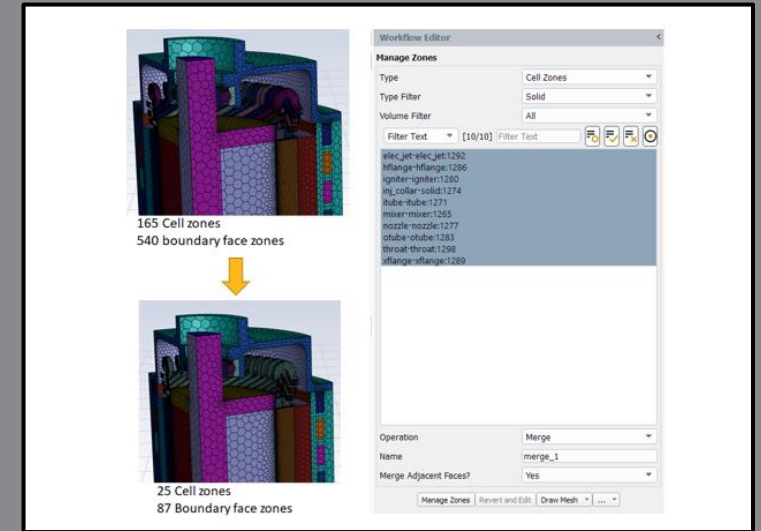 165 Cell zones
540 boundary face zones
25 Cell zones
87 Boundary face zones
Workflow Editor <
Manage Zones
Type Cell Zones
Type Filter Solid
Volume Filter All
Filter Text [10/10] Filter Text
elec_jet-elec_jet:1292
hflange-hflange:1286
igniter-igniter:1280
inj_collar-solid:1274
itube-itube:1271
mixer-mixer:1265
nozzle-nozzle:1277
otube-otube:1283
throat-throat:1298
xflange-xflange:1289
Operation Merge
Name merge_1
Merge Adjacent Faces? Yes
Manage Zones Revert and Edit Draw Mesh ...